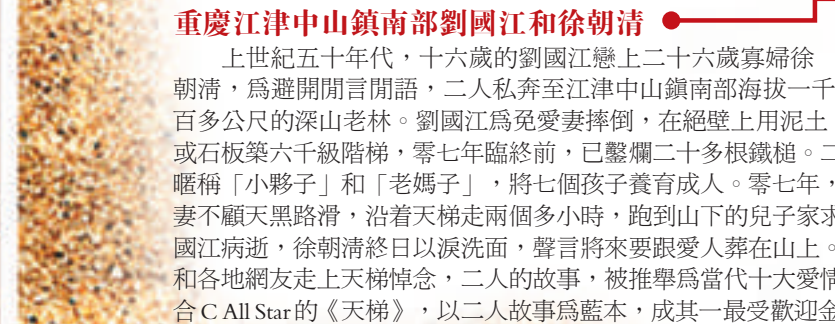 重慶江津中山鎮南部劉國江和徐朝清
上世紀五十年代，十六歲的劉國江戀上二十六歲寡婦徐
朝淸，爲避開閒言閒語，二人私奔至江津中山鎭南部海拔一千
百多公尺的深山老林。劉國江爲免愛妻摔倒，在絕壁上用泥土
或石板築六千級階梯，零七年臨終前，已鑿爛二十多根鐵槌。二
暱稱「小夥子」和「老媽子」，將七個孩子養育成人。零七年，
妻不顧天黑路滑，沿着天梯走兩個多小時，跑到山下的兒子家求
國江病逝，徐朝淸終日以淚洗面，聲言將來要跟愛人葬在山上。
和各地網友走上天梯悼念，二人的故事，被推舉爲當代十大愛情
合 C All Star 的《天梯》，以二人故事爲藍本，成其一最受歡迎金